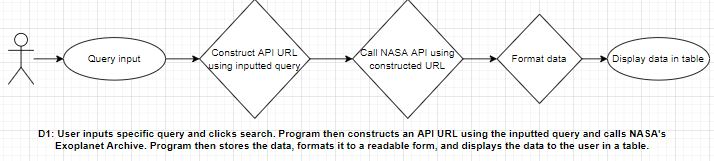 Query input
Construct API URL
using inputted query
Call NASA API using
constructed URL
Format data
Display data in table
D1: User inputs specific query and clicks search. Program then constructs an API URL using the inputted query and calls NASA's
Exoplanet Archive. Program then stores the data, formats it to a readable form, and displays the data to the user in a table.